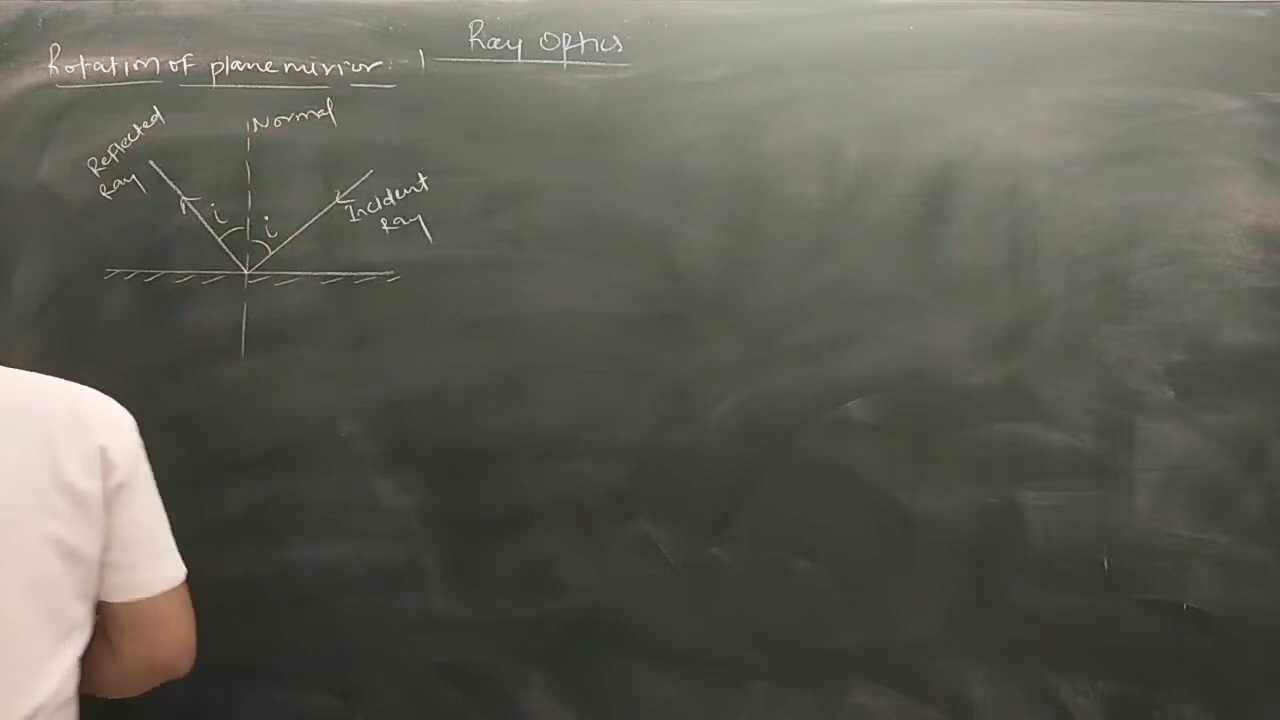 Ray Optics
Rotation of plane mirror:
Normal
Reflected
Ray
Incident
Ray
i
i